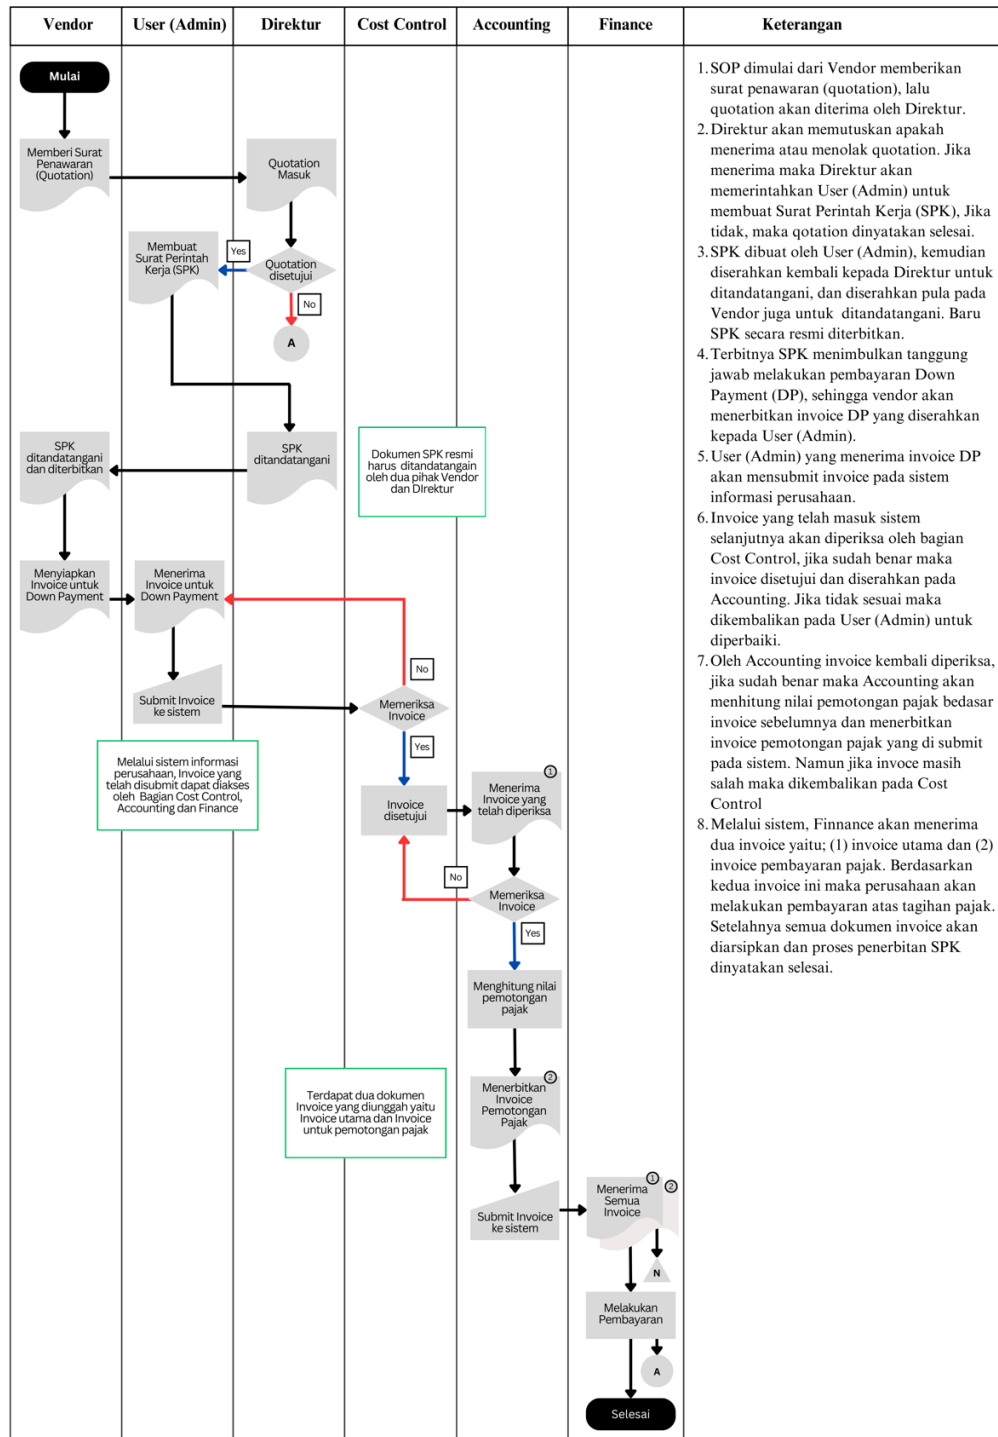 Vendor
User (Admin)
Direktur
Cost Control
Accounting
Finance
Keterangan
Mulai
Memberi Surat
Penawaran
(Quotation)
Quotation
Masuk
Membuat
Surat Perintah
Kerja (SPK)
Yes
Quotation
disetujui
No
A
SPK
ditandatangani
dan diterbitkan
SPK
ditandatangani
Dokumen SPK resmi
harus ditandatangain
oleh dua pihak Vendor
dan DIrektur
Menyiapkan
Invoice untuk
Down Payment
Menerima
Invoice untuk
Down Payment
No
Submit Invoice
ke sistem
Memeriksa
Invoice
Yes
Melalui sistem informasi
perusahaan, Invoice yang
telah disubmit dapat diakses
oleh Bagian Cost Control,
Accounting dan Finance
Invoice
disetujui
1
Menerima
Invoice yang
telah diperiksa
No
Memeriksa
Invoice
Yes
Menghitung nilai
pemotongan
pajak
Terdapat dua dokumen
Invoice yang diunggah yaitu
Invoice utama dan Invoice
untuk pemotongan pajak
2
Menerbitkan
Invoice
Pemotongan
Pajak
Submit Invoice
ke sistem
1
2
Menerima
Semua
Invoice
N
Melakukan
Pembayaran
A
Selesai
1. SOP dimulai dari Vendor memberikan
surat penawaran (quotation), lalu
quotation akan diterima oleh Direktur.
2. Direktur akan memutuskan apakah
menerima atau menolak quotation. Jika
menerima maka Direktur akan
memerintahkan User (Admin) untuk
membuat Surat Perintah Kerja (SPK), Jika
tidak, maka qotation dinyatakan selesai.
3. SPK dibuat oleh User (Admin), kemudian
diserahkan kembali kepada Direktur untuk
ditandatangani, dan diserahkan pula pada
Vendor juga untuk ditandatangani. Baru
SPK secara resmi diterbitkan.
4. Terbitnya SPK menimbulkan tanggung
jawab melakukan pembayaran Down
Payment (DP), sehingga vendor akan
menerbitkan invoice DP yang diserahkan
kepada User (Admin).
5. User (Admin) yang menerima invoice DP
akan mensubmit invoice pada sistem
informasi perusahaan.
6. Invoice yang telah masuk sistem
selanjutnya akan diperiksa oleh bagian
Cost Control, jika sudah benar maka
invoice disetujui dan diserahkan pada
Accounting. Jika tidak sesuai maka
dikembalikan pada User (Admin) untuk
diperbaiki.
7. Oleh Accounting invoice kembali diperiksa,
jika sudah benar maka Accounting akan
menhitung nilai pemotongan pajak bedasar
invoice sebelumnya dan menerbitkan
invoice pemotongan pajak yang di submit
pada sistem. Namun jika invoce masih
salah maka dikembalikan pada Cost
Control
8. Melalui sistem, Finnance akan menerima
dua invoice yaitu; (1) invoice utama dan (2)
invoice pembayaran pajak. Berdasarkan
kedua invoice ini maka perusahaan akan
melakukan pembayaran atas tagihan pajak.
Setelahnya semua dokumen invoice akan
diarsipkan dan proses penerbitan SPK
dinyatakan selesai.